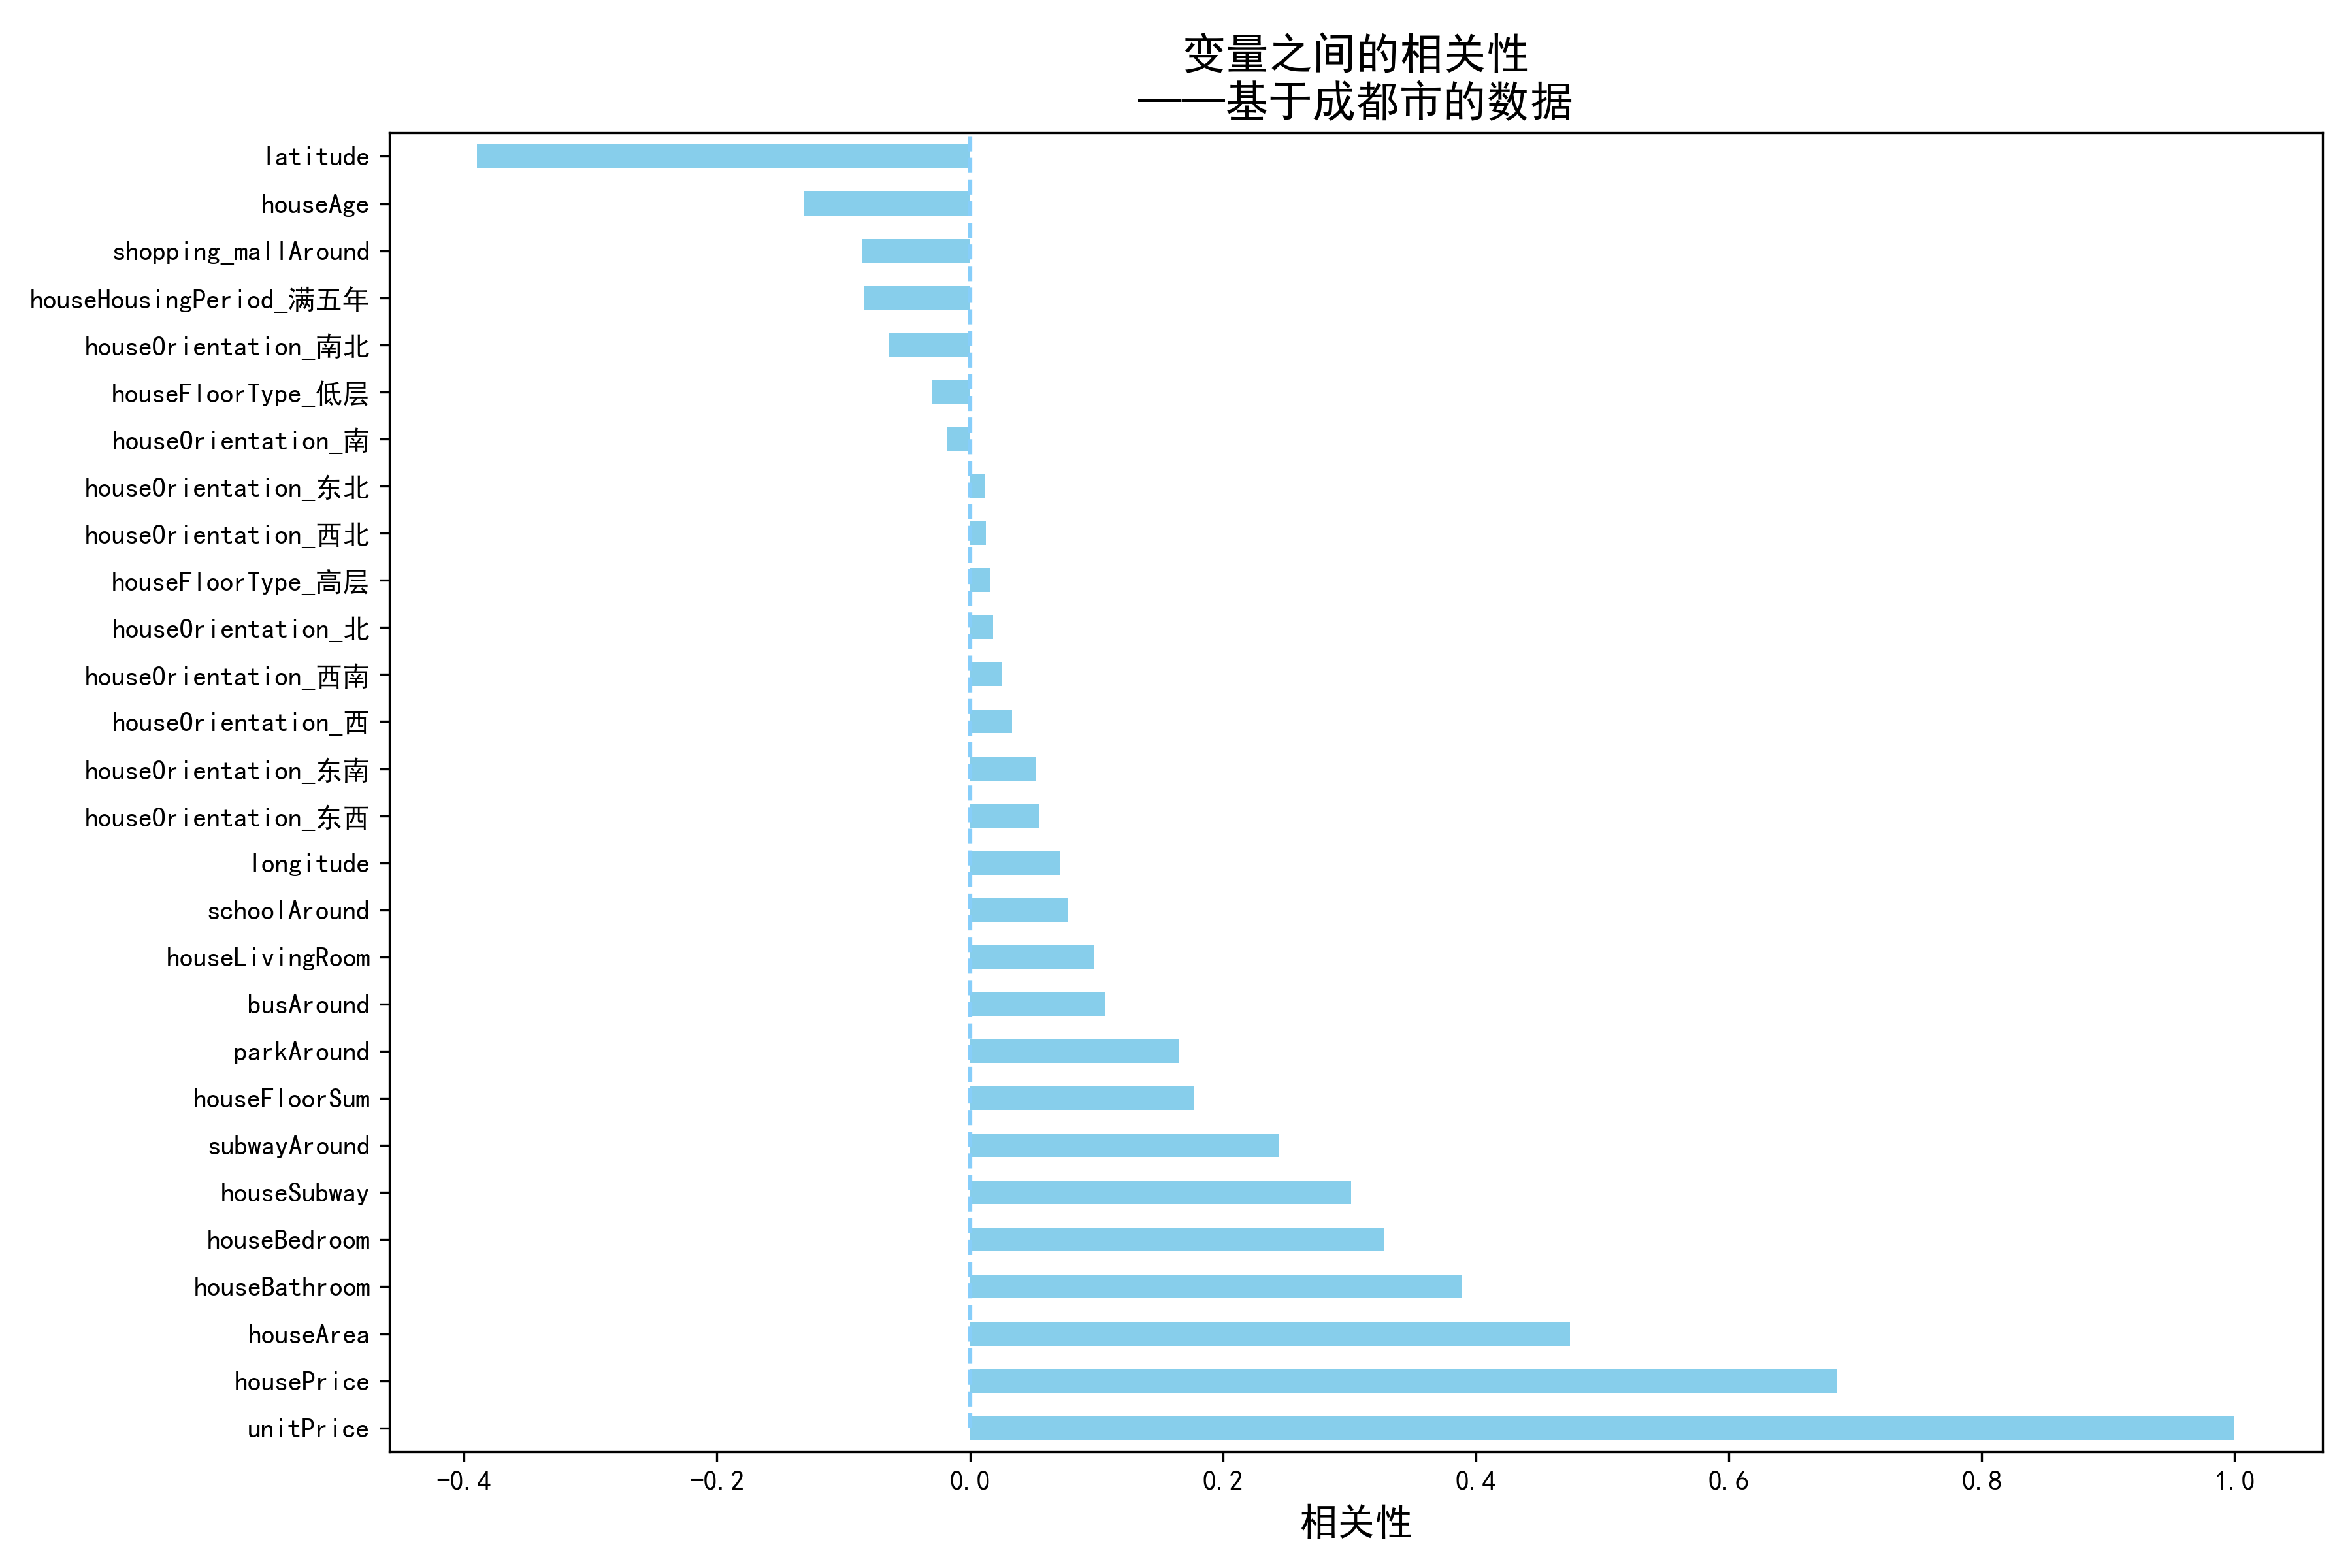 变量之间的相关性
——基于成都市的数据
latitude
houseAge
shopping_mallAround
houseHousingPeriod_满五年
houseOrientation_南北
houseFloorType_低层
houseOrientation_南
houseOrientation_东北
houseOrientation_西北
houseFloorType_高层
houseOrientation_北
houseOrientation_西南
houseOrientation_西
houseOrientation_东南
houseOrientation_东西
longitude
schoolAround
houseLivingRoom
busAround
parkAround
houseFloorSum
subwayAround
houseSubway
houseBedroom
houseBathroom
houseArea
housePrice
unitPrice
−0.4 −0.2 0.0 0.2 0.4 0.6 0.8 1.0
相关性